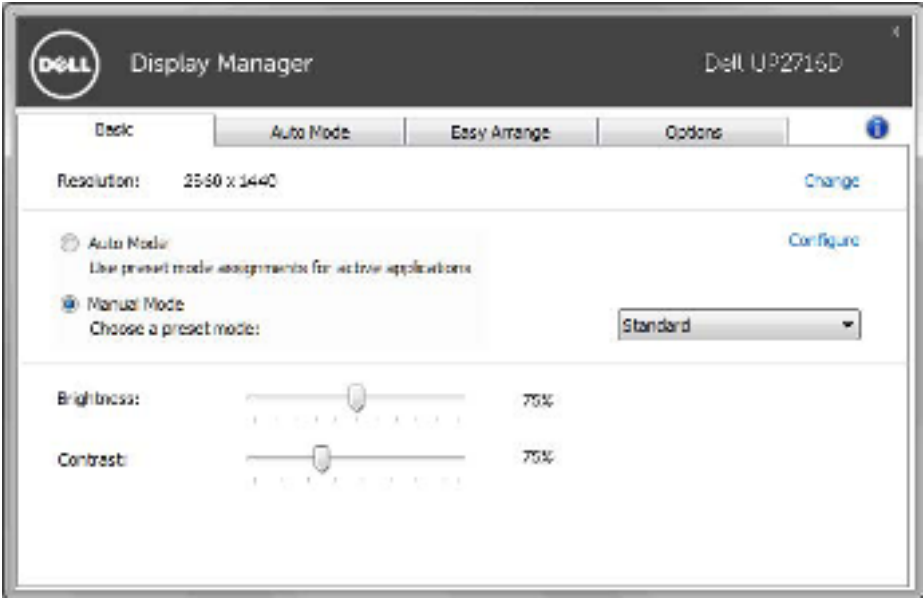 DELL
Display Manager
Dell UP2716D
Basic
Auto Mode
Easy Arrange
Options
Resolution: 2560 x 1440 Change
Auto Mode Configure
Use preset mode assignments for active applications
Manual Mode
Choose a preset mode: Standard
Brightness: 75%
Contrast: 75%